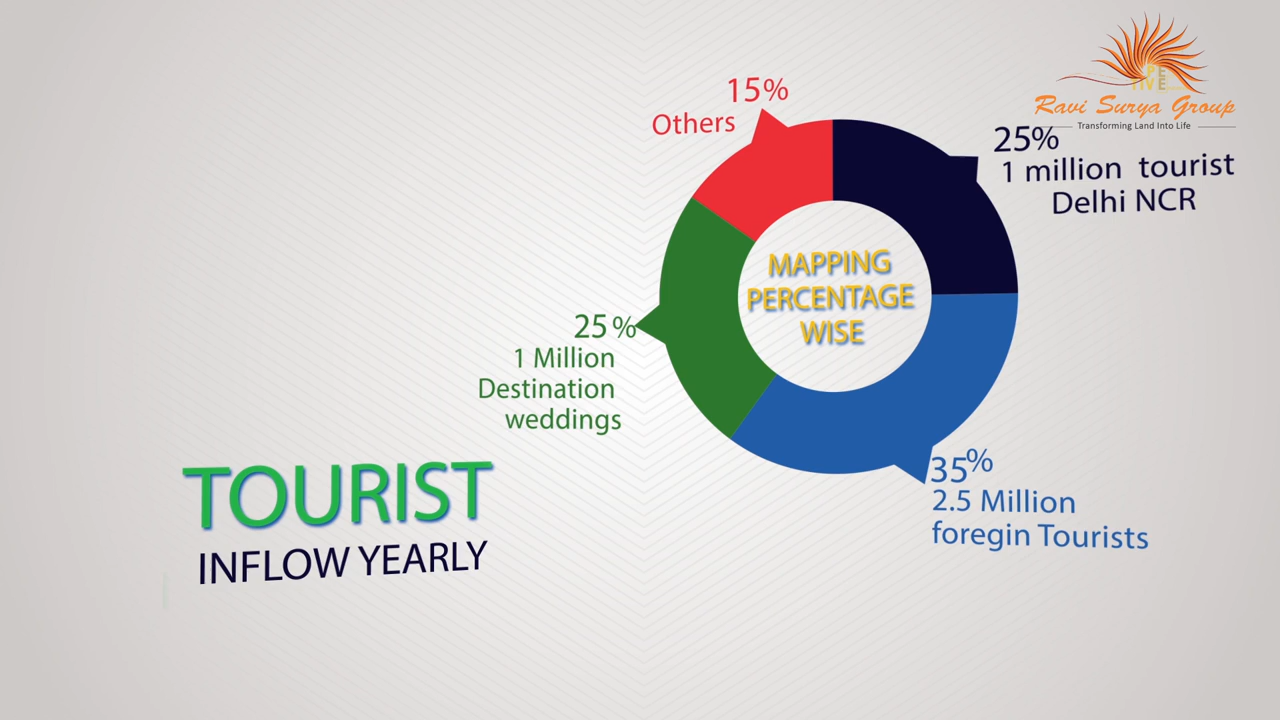 Ravi Surya Group
Transforming Land Into Life
15%
Others
25%
1 million tourist
Delhi NCR
MAPPING
PERCENTAGE
WISE
25%
1 Million
Destination
weddings
35%
2.5 Million
foregin Tourists
TOURIST
INFLOW YEARLY